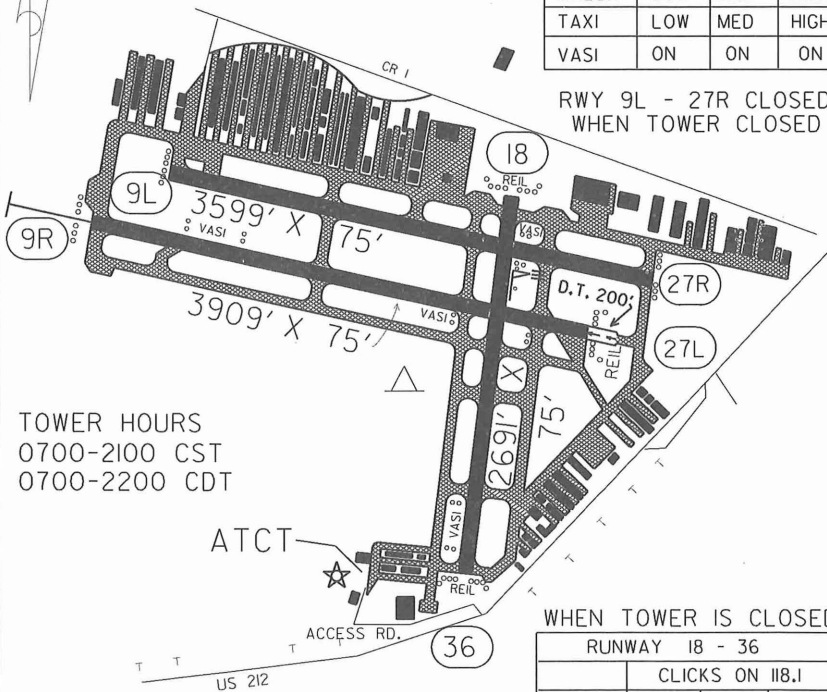 TAXI LOW MED HIGH
VASI ON ON ON
RWY 9L - 27R CLOSED
WHEN TOWER CLOSED
CR 1
18
REIL
9L
3599' X 75'
VASI
VASI
9R
27R
D.T. 200'
3909' X 75'
VASI
27L
REIL
2691' X 75'
TOWER HOURS
0700-2100 CST
0700-2200 CDT
VASI
ATCT
REIL
ACCESS RD.
36
US 212
T T T T T T T T T
WHEN TOWER IS CLOSED
RUNWAY 18 - 36
CLICKS ON 118.1